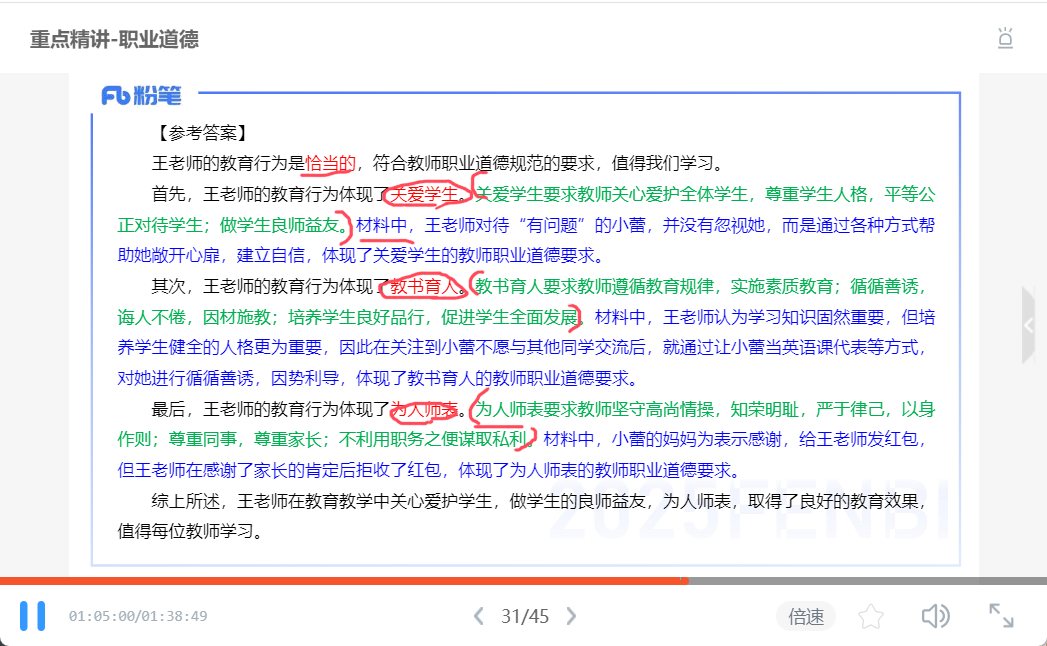 重点精讲-职业道德
粉笔
【参考答案】
王老师的教育行为是恰当的，符合教师职业道德规范的要求，值得我们学习。
首先，王老师的教育行为体现了关爱学生。关爱学生要求教师关心爱护全体学生，尊重学生人格，平等公
正对待学生；做学生良师益友。材料中，王老师对待“有问题”的小蕾，并没有忽视她，而是通过各种方式帮
助她敞开心扉，建立自信，体现了关爱学生的教师职业道德要求。
其次，王老师的教育行为体现了教书育人。教书育人要求教师遵循教育规律，实施素质教育；循循善诱，
诲人不倦，因材施教；培养学生良好品行，促进学生全面发展。材料中，王老师认为学习知识固然重要，但培
养学生健全的人格更为重要，因此在关注到小蕾不愿与其他同学交流后，就通过让小蕾当英语课代表等方式，
对她进行循循善诱，因势利导，体现了教书育人的教师职业道德要求。
最后，王老师的教育行为体现了为人师表。为人师表要求教师坚守高尚情操，知荣明耻，严于律己，以身
作则；尊重同事，尊重家长；不利用职务之便谋取私利。材料中，小蕾的妈妈为表示感谢，给王老师发红包，
但王老师在感谢了家长的肯定后拒收了红包，体现了为人师表的教师职业道德要求。
综上所述，王老师在教育教学中关心爱护学生，做学生的良师益友，为人师表，取得了良好的教育效果，
值得每位教师学习。
2025FENBI
01:05:00/01:38:49
31/45
倍速